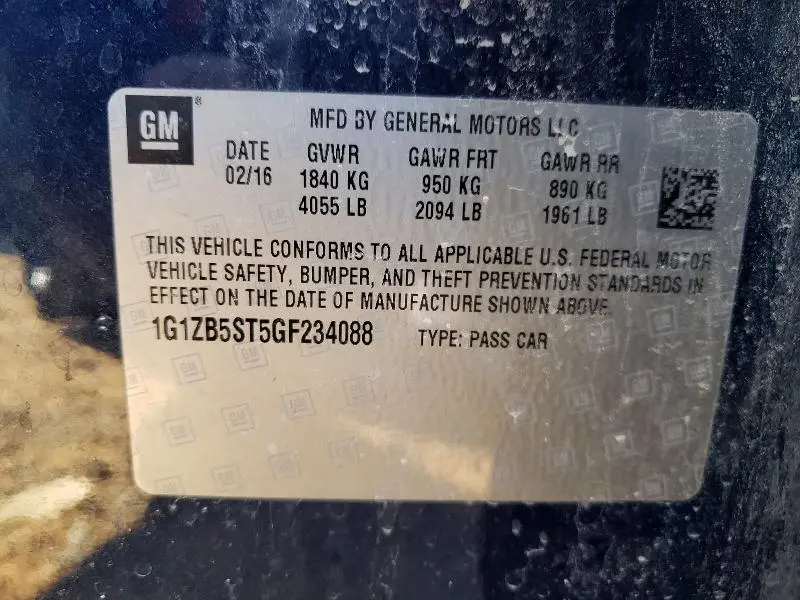 GM® MFD BY GENERAL MOTORS LLC
DATE GVWR GAWR FRT GAWR RR
02/16 1840 KG 950 KG 890 KG
4055 LB 2094 LB 1961 LB
THIS VEHICLE CONFORMS TO ALL APPLICABLE U.S. FEDERAL MOTOR
VEHICLE SAFETY, BUMPER, AND THEFT PREVENTION STANDARDS IN
EFFECT ON THE DATE OF MANUFACTURE SHOWN ABOVE.
1G1ZB5ST5GF234088 TYPE: PASS CAR